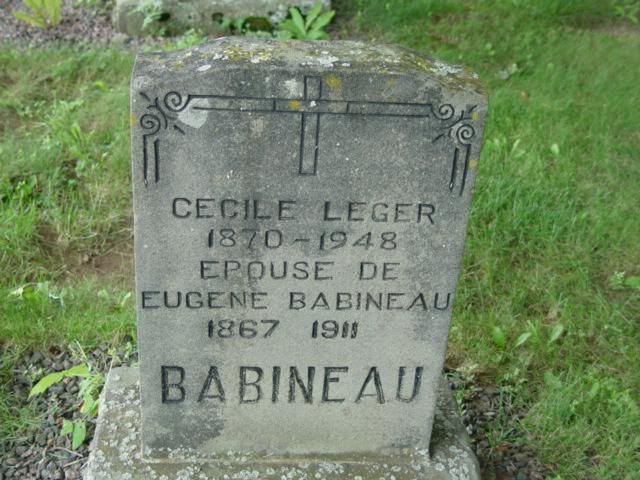 CECILE LEGER
1870-1948
EPOUSE DE
EUGENE BABINEAU
1867 1911
BABINEAU